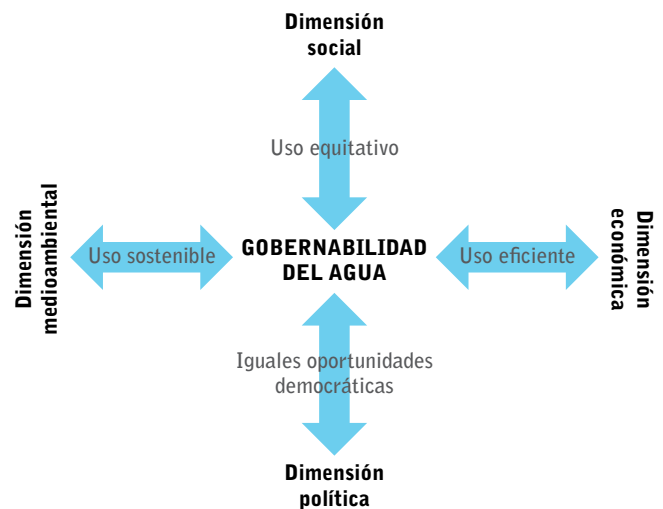 Dimensión
social
Uso equitativo
Dimensión
medioambiental
Uso sostenible
GOBERNABILIDAD
DEL AGUA
Uso eficiente
Dimensión
económica
Iguales oportunidades
democráticas
Dimensión
política